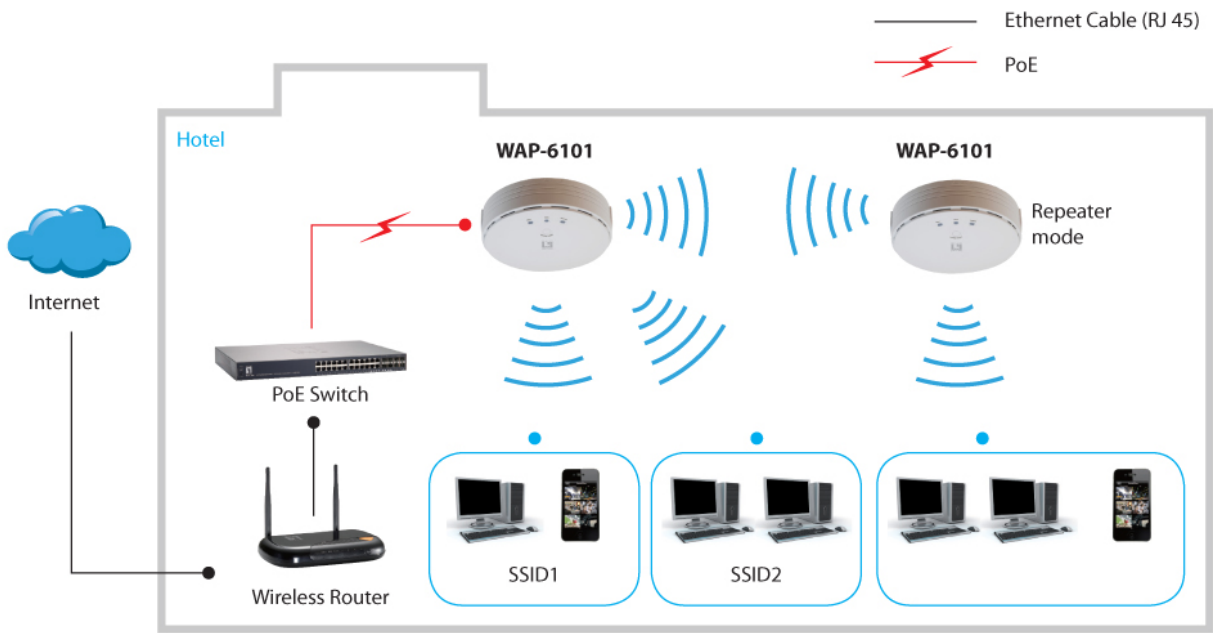 Ethernet Cable (RJ 45)
PoE
Hotel
WAP-6101
WAP-6101
Repeater
mode
Internet
PoE Switch
Wireless Router
SSID1
SSID2